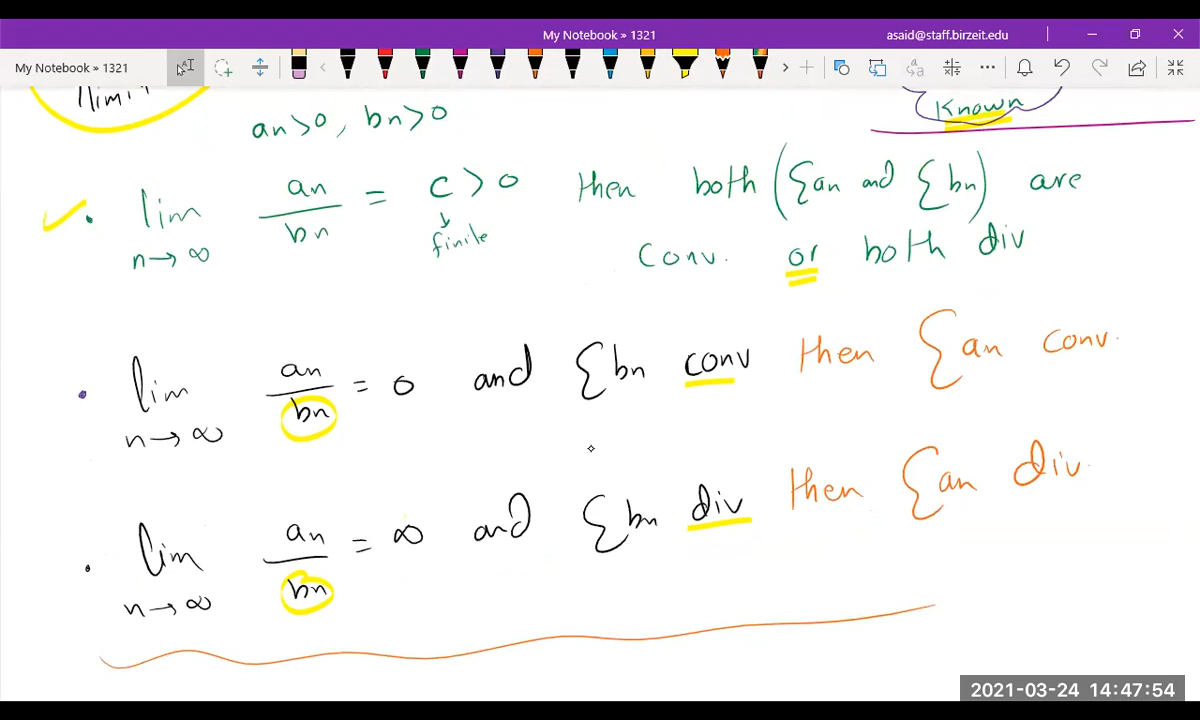 My Notebook » 1321
asaid@staff.birzeit.edu
My Notebook » 1321
limit
Known
an>0, bn>0
• lim n→∞ an/bn = c > 0 then both (Σan and Σbn) are
finite
conv. or both div
• lim n→∞ an/bn = 0 and Σbn conv then Σan conv.
• lim n→∞ an/bn = ∞ and Σbn div then Σan div.
2021-03-24 14:47:54